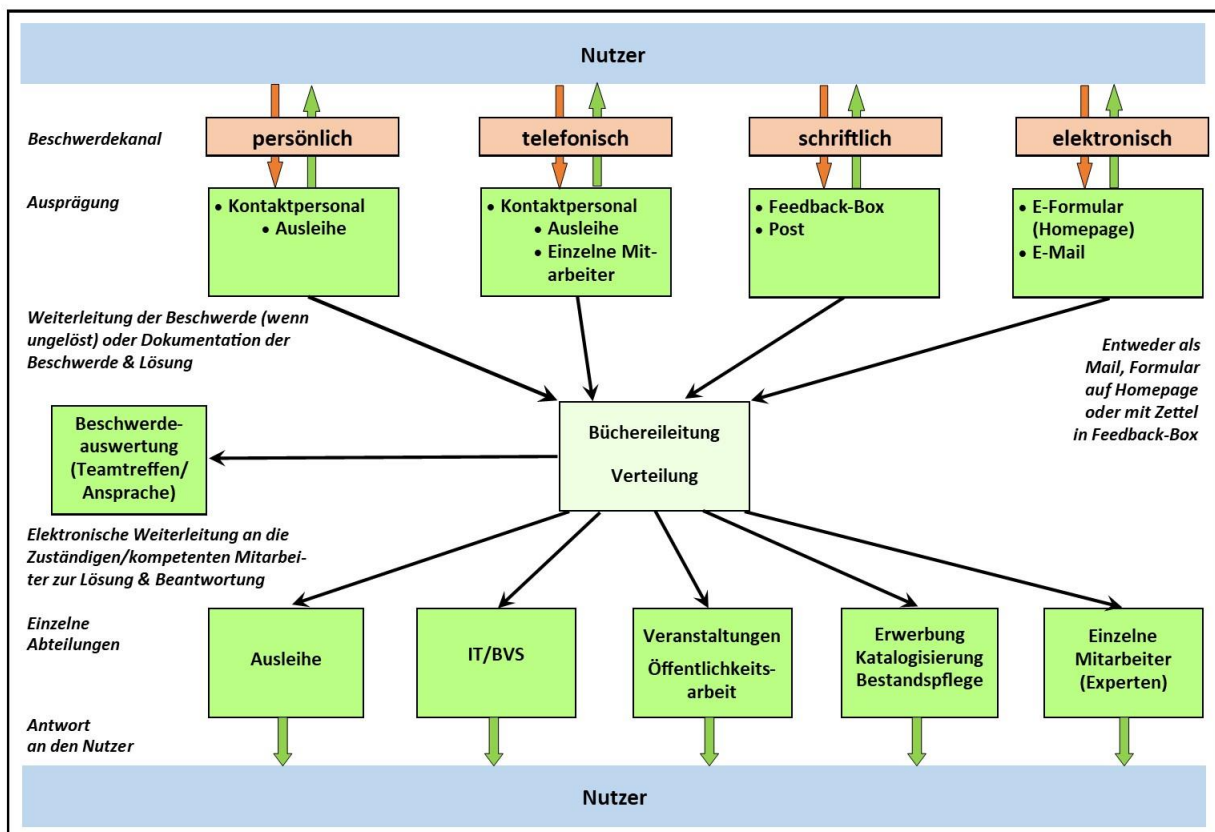 Nutzer
Beschwerdekanal
persönlich
telefonisch
schriftlich
elektronisch
Ausprägung
• Kontaktpersonal
• Ausleihe
• Kontaktpersonal
• Ausleihe
• Einzelne Mit-
arbeiter
• Feedback-Box
• Post
• E-Formular
(Homepage)
• E-Mail
Weiterleitung der Beschwerde (wenn
ungelöst) oder Dokumentation der
Beschwerde & Lösung
Entweder als
Mail, Formular
auf Homepage
oder mit Zettel
in Feedback-Box
Beschwerde-
auswertung
(Teamtreffen/
Ansprache)
Büchereileitung
Verteilung
Elektronische Weiterleitung an die
Zuständigen/kompetenten Mitarbei-
ter zur Lösung & Beantwortung
Einzelne
Abteilungen
Ausleihe
IT/BVS
Veranstaltungen
Öffentlichkeits-
arbeit
Erwerbung
Katalogisierung
Bestandspflege
Einzelne
Mitarbeiter
(Experten)
Antwort
an den Nutzer
Nutzer